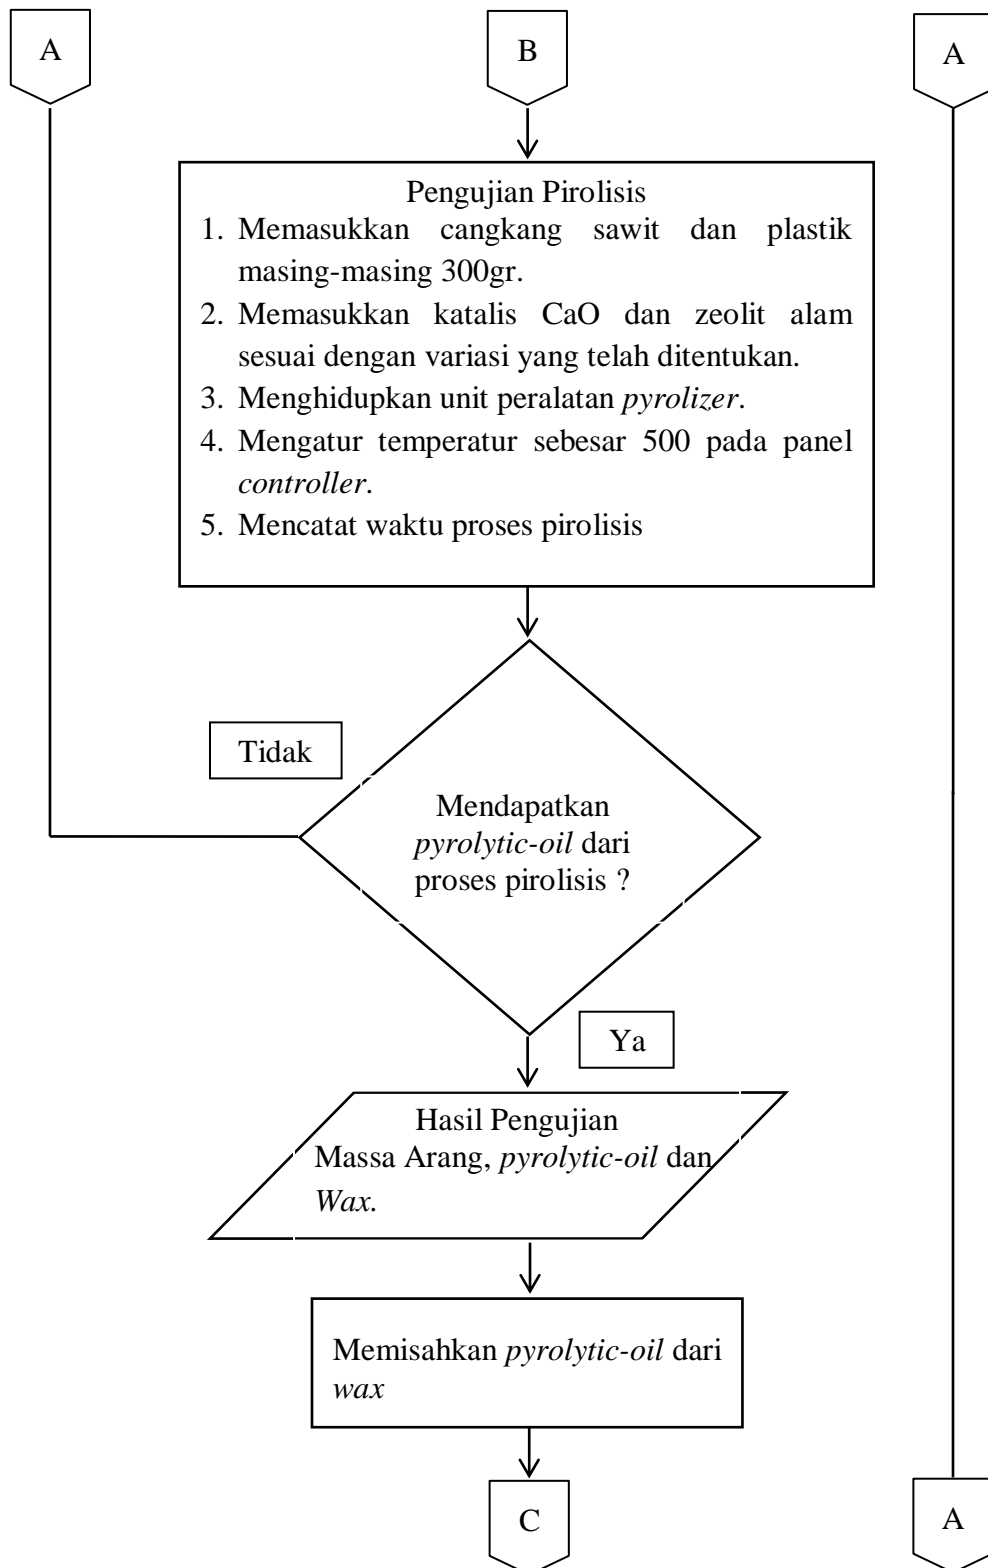 A
B
A
Pengujian Pirolisis
1. Memasukkan cangkang sawit dan plastik
masing-masing 300gr.
2. Memasukkan katalis CaO dan zeolit alam
sesuai dengan variasi yang telah ditentukan.
3. Menghidupkan unit peralatan pyrolizer.
4. Mengatur temperatur sebesar 500 pada panel
controller.
5. Mencatat waktu proses pirolisis
Tidak
Mendapatkan
pyrolytic-oil dari
proses pirolisis ?
Ya
Hasil Pengujian
Massa Arang, pyrolytic-oil dan
Wax.
Memisahkan pyrolytic-oil dari
wax
C
A